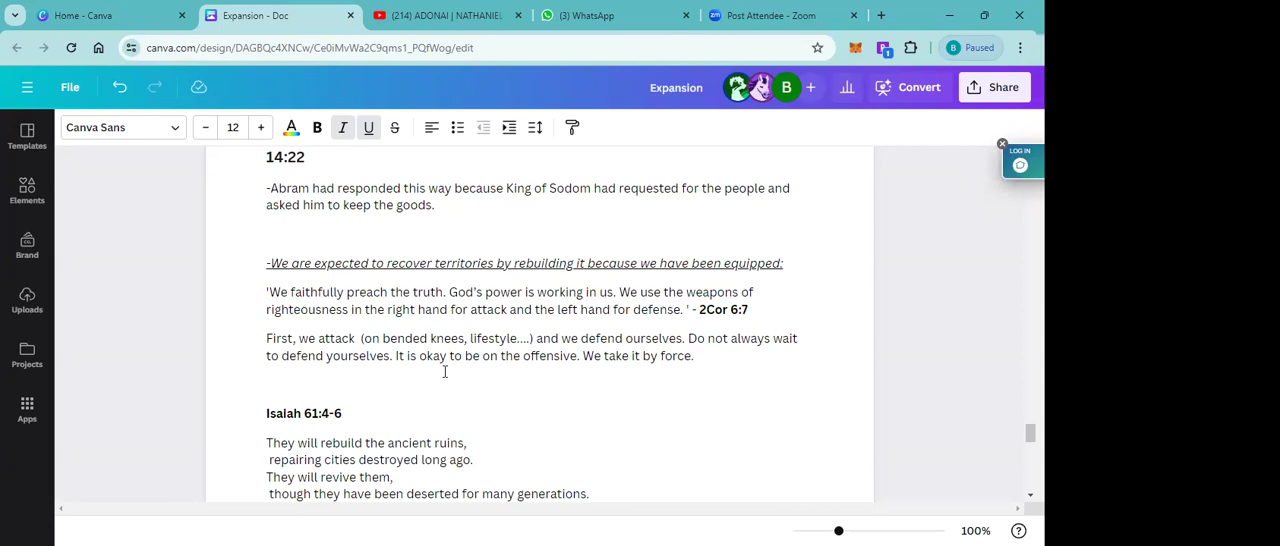 Home - Canva
Expansion - Doc
(214) ADONAI | NATHANIEL
(3) WhatsApp
Post Attendee - Zoom
canva.com/design/DAGBQc4XNCw/Ce0iMvWa2C9qms1_PQfWog/edit
1
B
Paused
File
Expansion
B
Convert
Share
Canva Sans
12
B
I
U
S
LOG IN
Templates
Elements
Brand
Uploads
Projects
Apps
14:22
-Abram had responded this way because King of Sodom had requested for the people and
asked him to keep the goods.
-We are expected to recover territories by rebuilding it because we have been equipped:
'We faithfully preach the truth. God's power is working in us. We use the weapons of
righteousness in the right hand for attack and the left hand for defense. ' - 2Cor 6:7
First, we attack (on bended knees, lifestyle....) and we defend ourselves. Do not always wait
to defend yourselves. It is okay to be on the offensive. We take it by force.
Isaiah 61:4-6
They will rebuild the ancient ruins,
repairing cities destroyed long ago.
They will revive them,
though they have been deserted for many generations.
100%